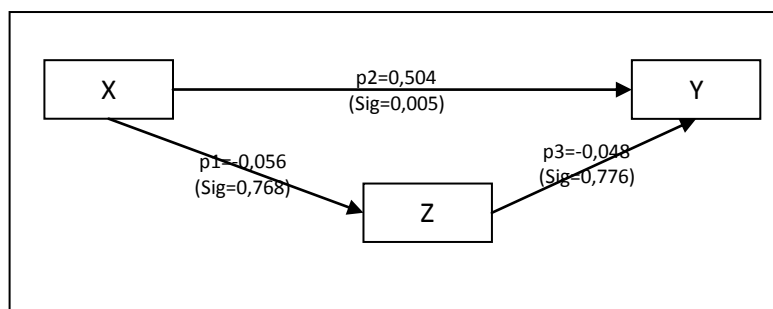 X
p2=0,504
(Sig=0,005)
Y
p1=-0,056
(Sig=0,768)
p3=-0,048
(Sig=0,776)
Z